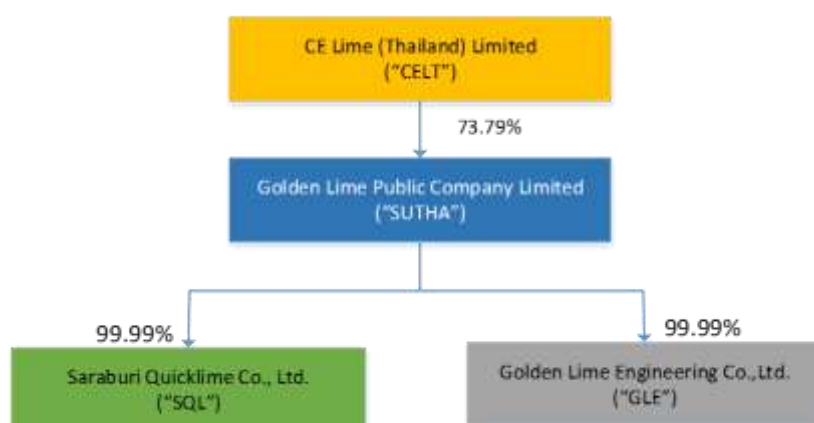 CE Lime (Thailand) Limited
("CELT")
73.79%
Golden Lime Public Company Limited
("SUTHA")
99.99%
99.99%
Saraburi Quicklime Co., Ltd.
("SQL")
Golden Lime Engineering Co.,Ltd.
("GLE")